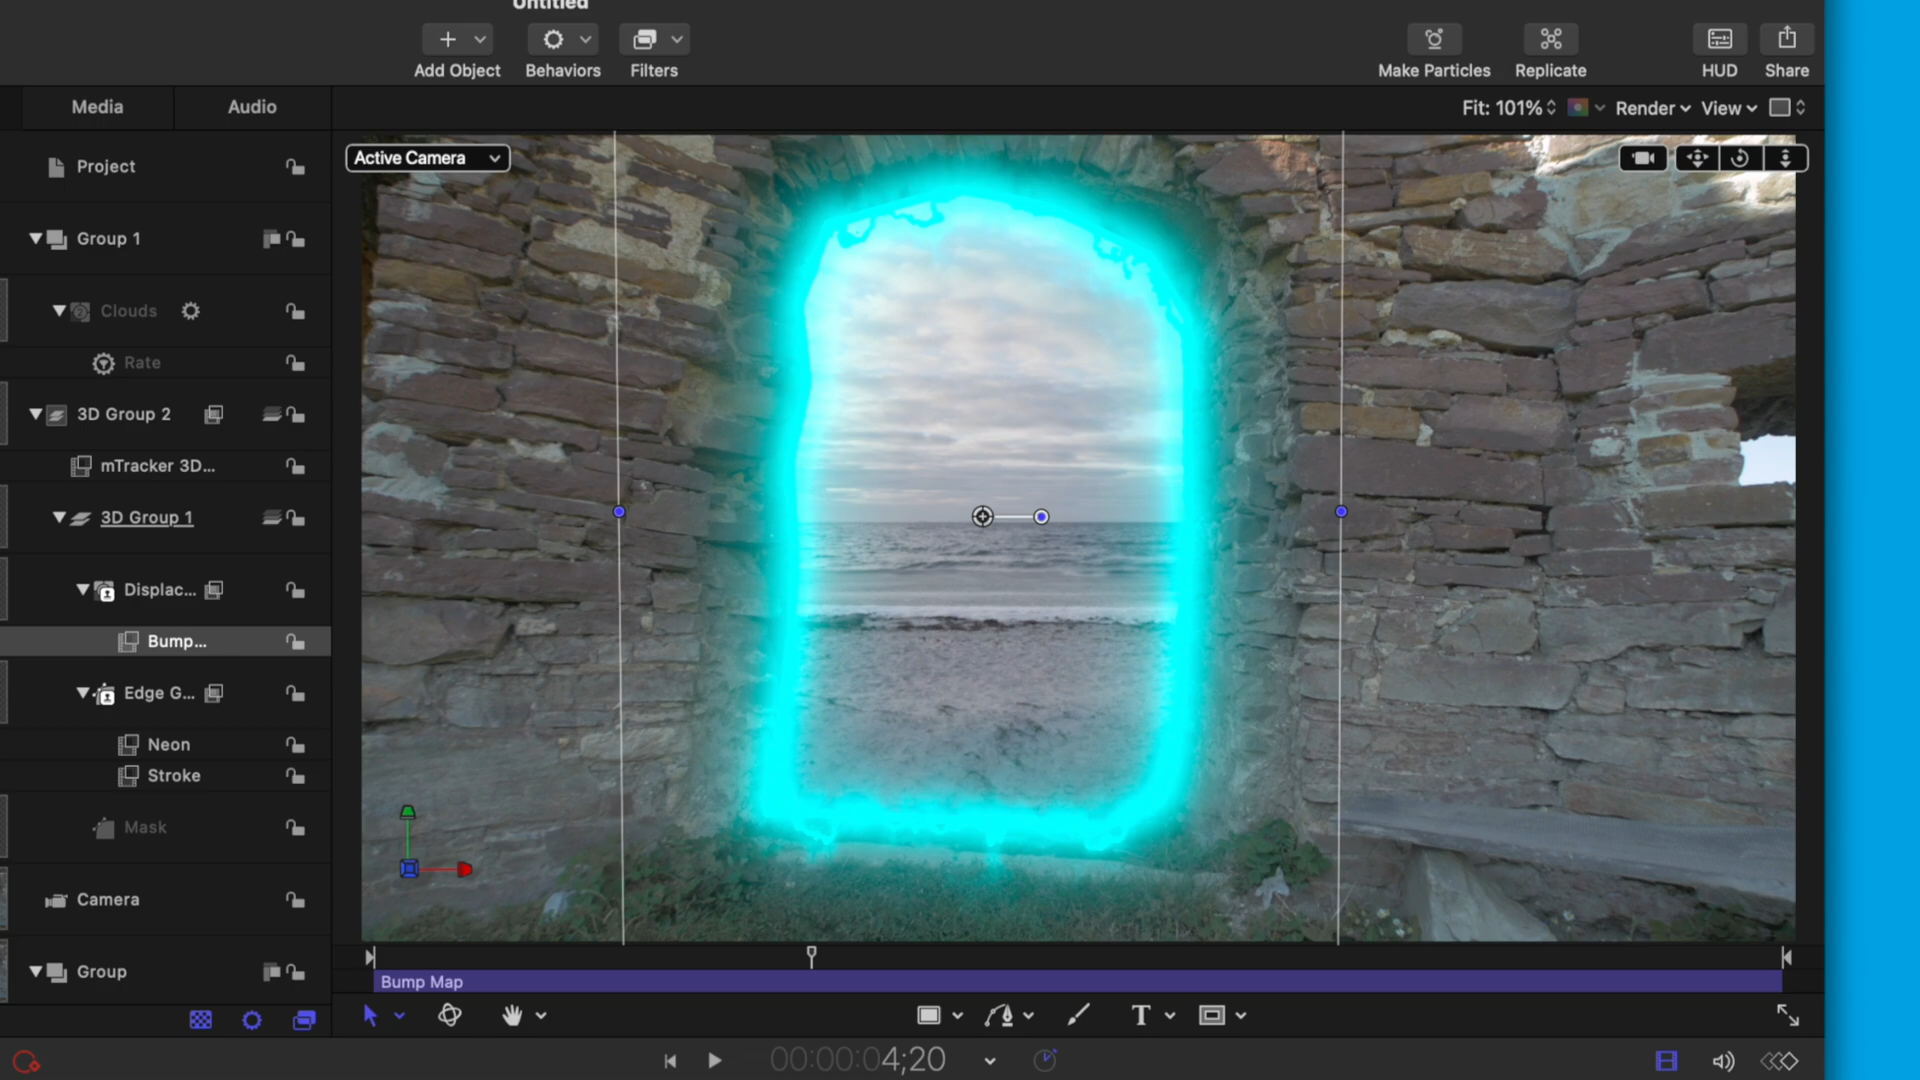 Untitled
Add Object
Behaviors
Filters
Make Particles
Replicate
HUD
Share
Media
Audio
Fit: 101%
Render
View
Active Camera
Project
Group 1
Clouds
Rate
3D Group 2
mTracker 3D...
3D Group 1
Displac...
Bump...
Edge G...
Neon
Stroke
Mask
Camera
Group
Bump Map
T
00:00:04;20